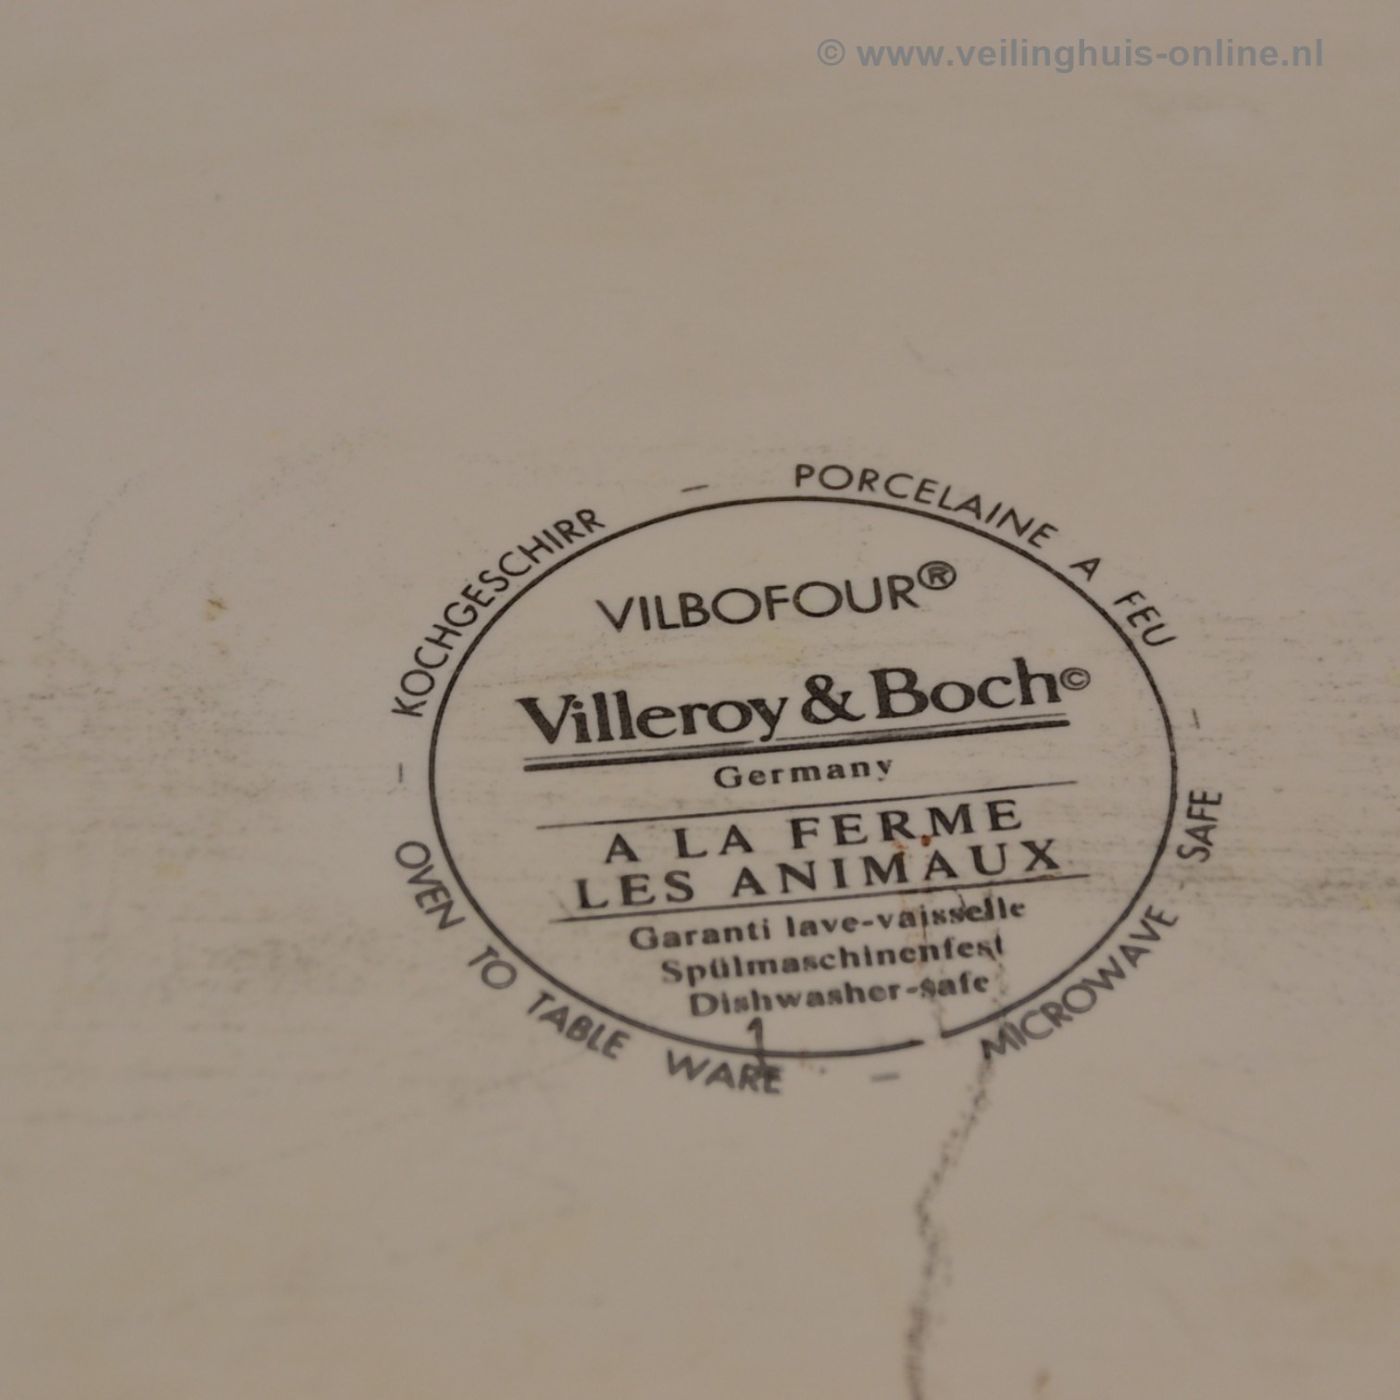 © www.veilinghuis-online.nl
KOCHGESCHIRR – PORCELAINE A FEU – MICROWAVE SAFE – OVEN TO TABLE WARE –
VILBOFOUR®
Villeroy & Boch©
Germany
A LA FERME
LES ANIMAUX
Garanti lave-vaisselle
Spülmaschinenfest
Dishwasher-safe
1